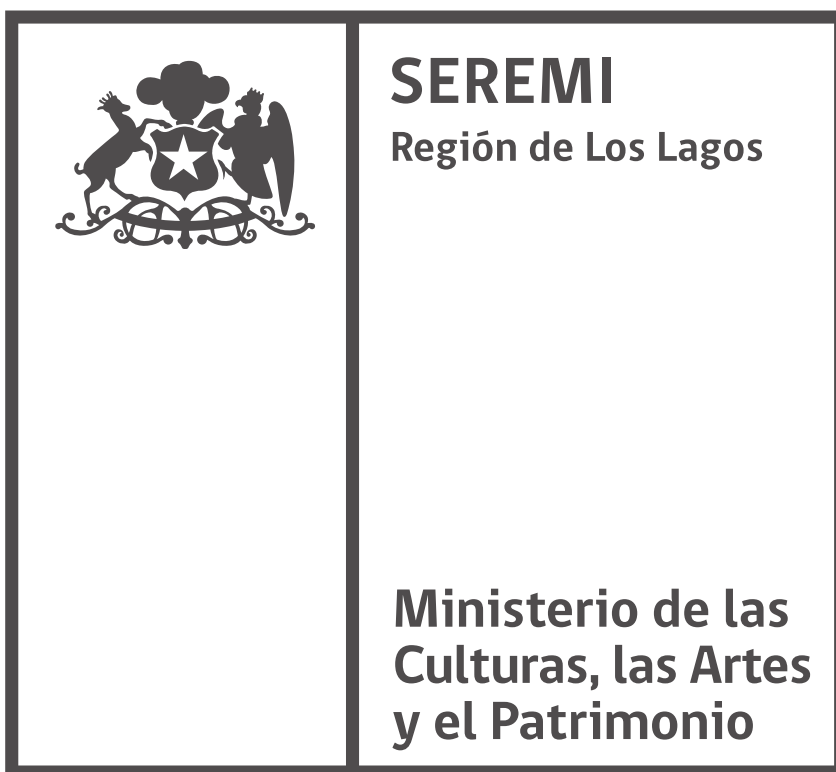 SEREMI
Región de Los Lagos
Ministerio de las
Culturas, las Artes
y el Patrimonio